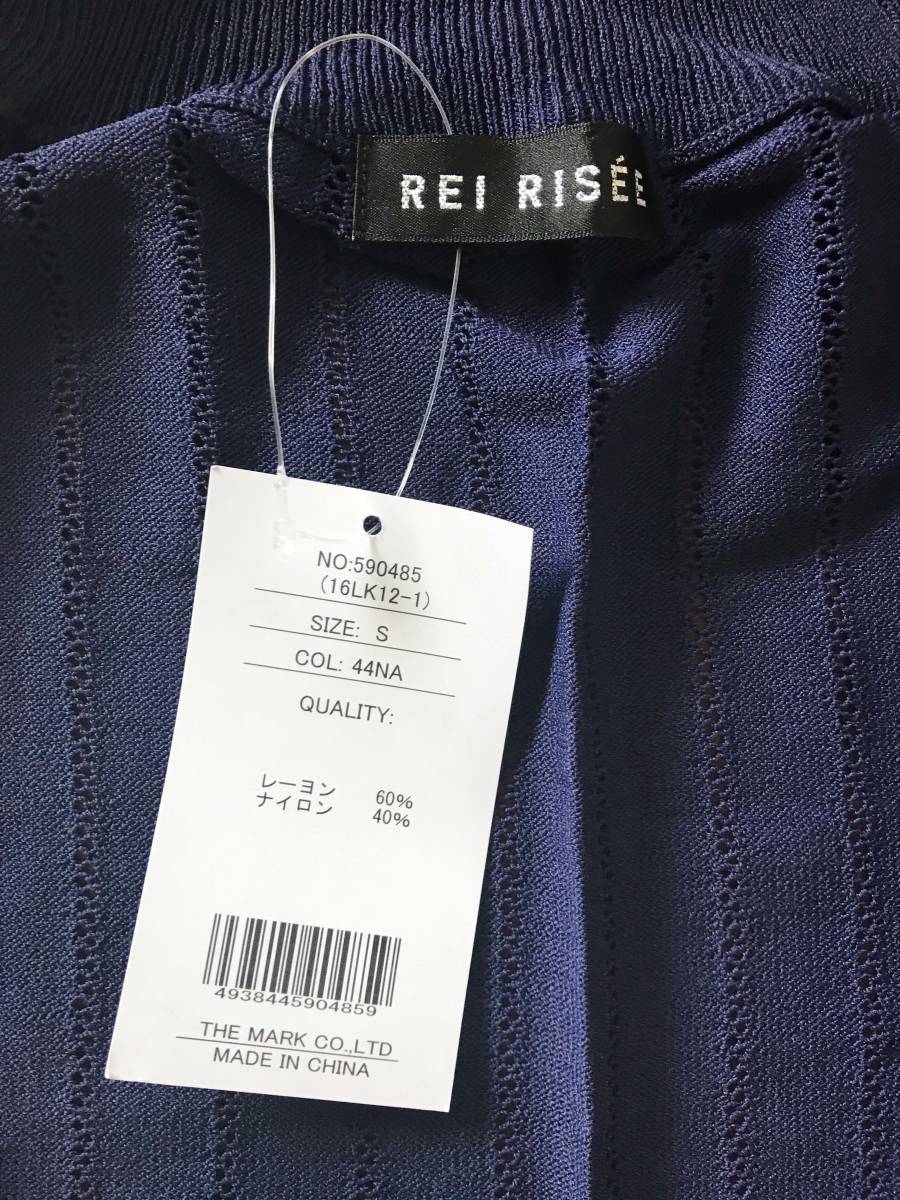 REI RISÉE
NO:590485
(16LK12-1)
SIZE: S
COL: 44NA
QUALITY:
レーヨン 60%
ナイロン 40%
4938445904859
THE MARK CO.,LTD
MADE IN CHINA